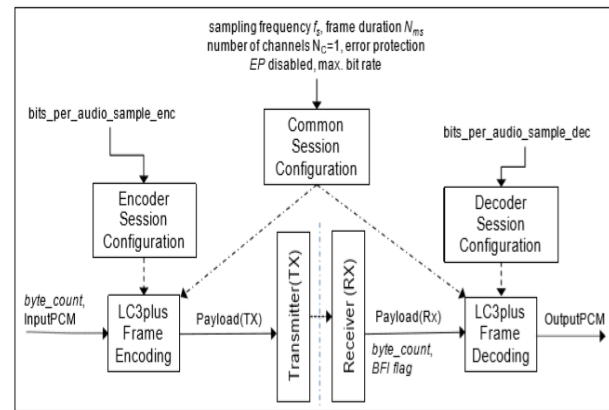 sampling frequency fs, frame duration Nms
number of channels NC=1, error protection
EP disabled, max. bit rate
bits_per_audio_sample_enc
Common
Session
Configuration
bits_per_audio_sample_dec
Encoder
Session
Configuration
Decoder
Session
Configuration
byte_count,
InputPCM
LC3plus
Frame
Encoding
Payload(TX)
Transmitter(TX)
Receiver (RX)
Payload(Rx)
byte_count,
BFI flag
LC3plus
Frame
Decoding
OutputPCM